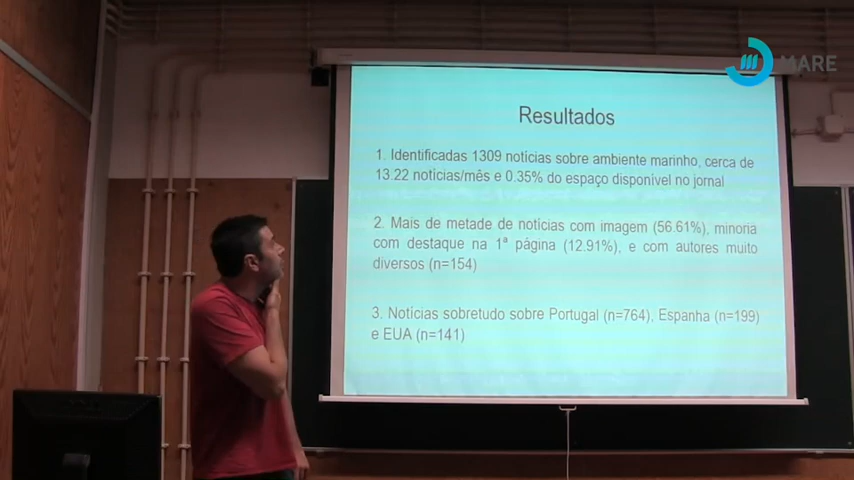 MARE
Resultados
1. Identificadas 1309 notícias sobre ambiente marinho, cerca de
13.22 notícias/mês e 0.35% do espaço disponível no jornal
2. Mais de metade de notícias com imagem (56.61%), minoria
com destaque na 1ª página (12.91%), e com autores muito
diversos (n=154)
3. Notícias sobretudo sobre Portugal (n=764), Espanha (n=199)
e EUA (n=141)